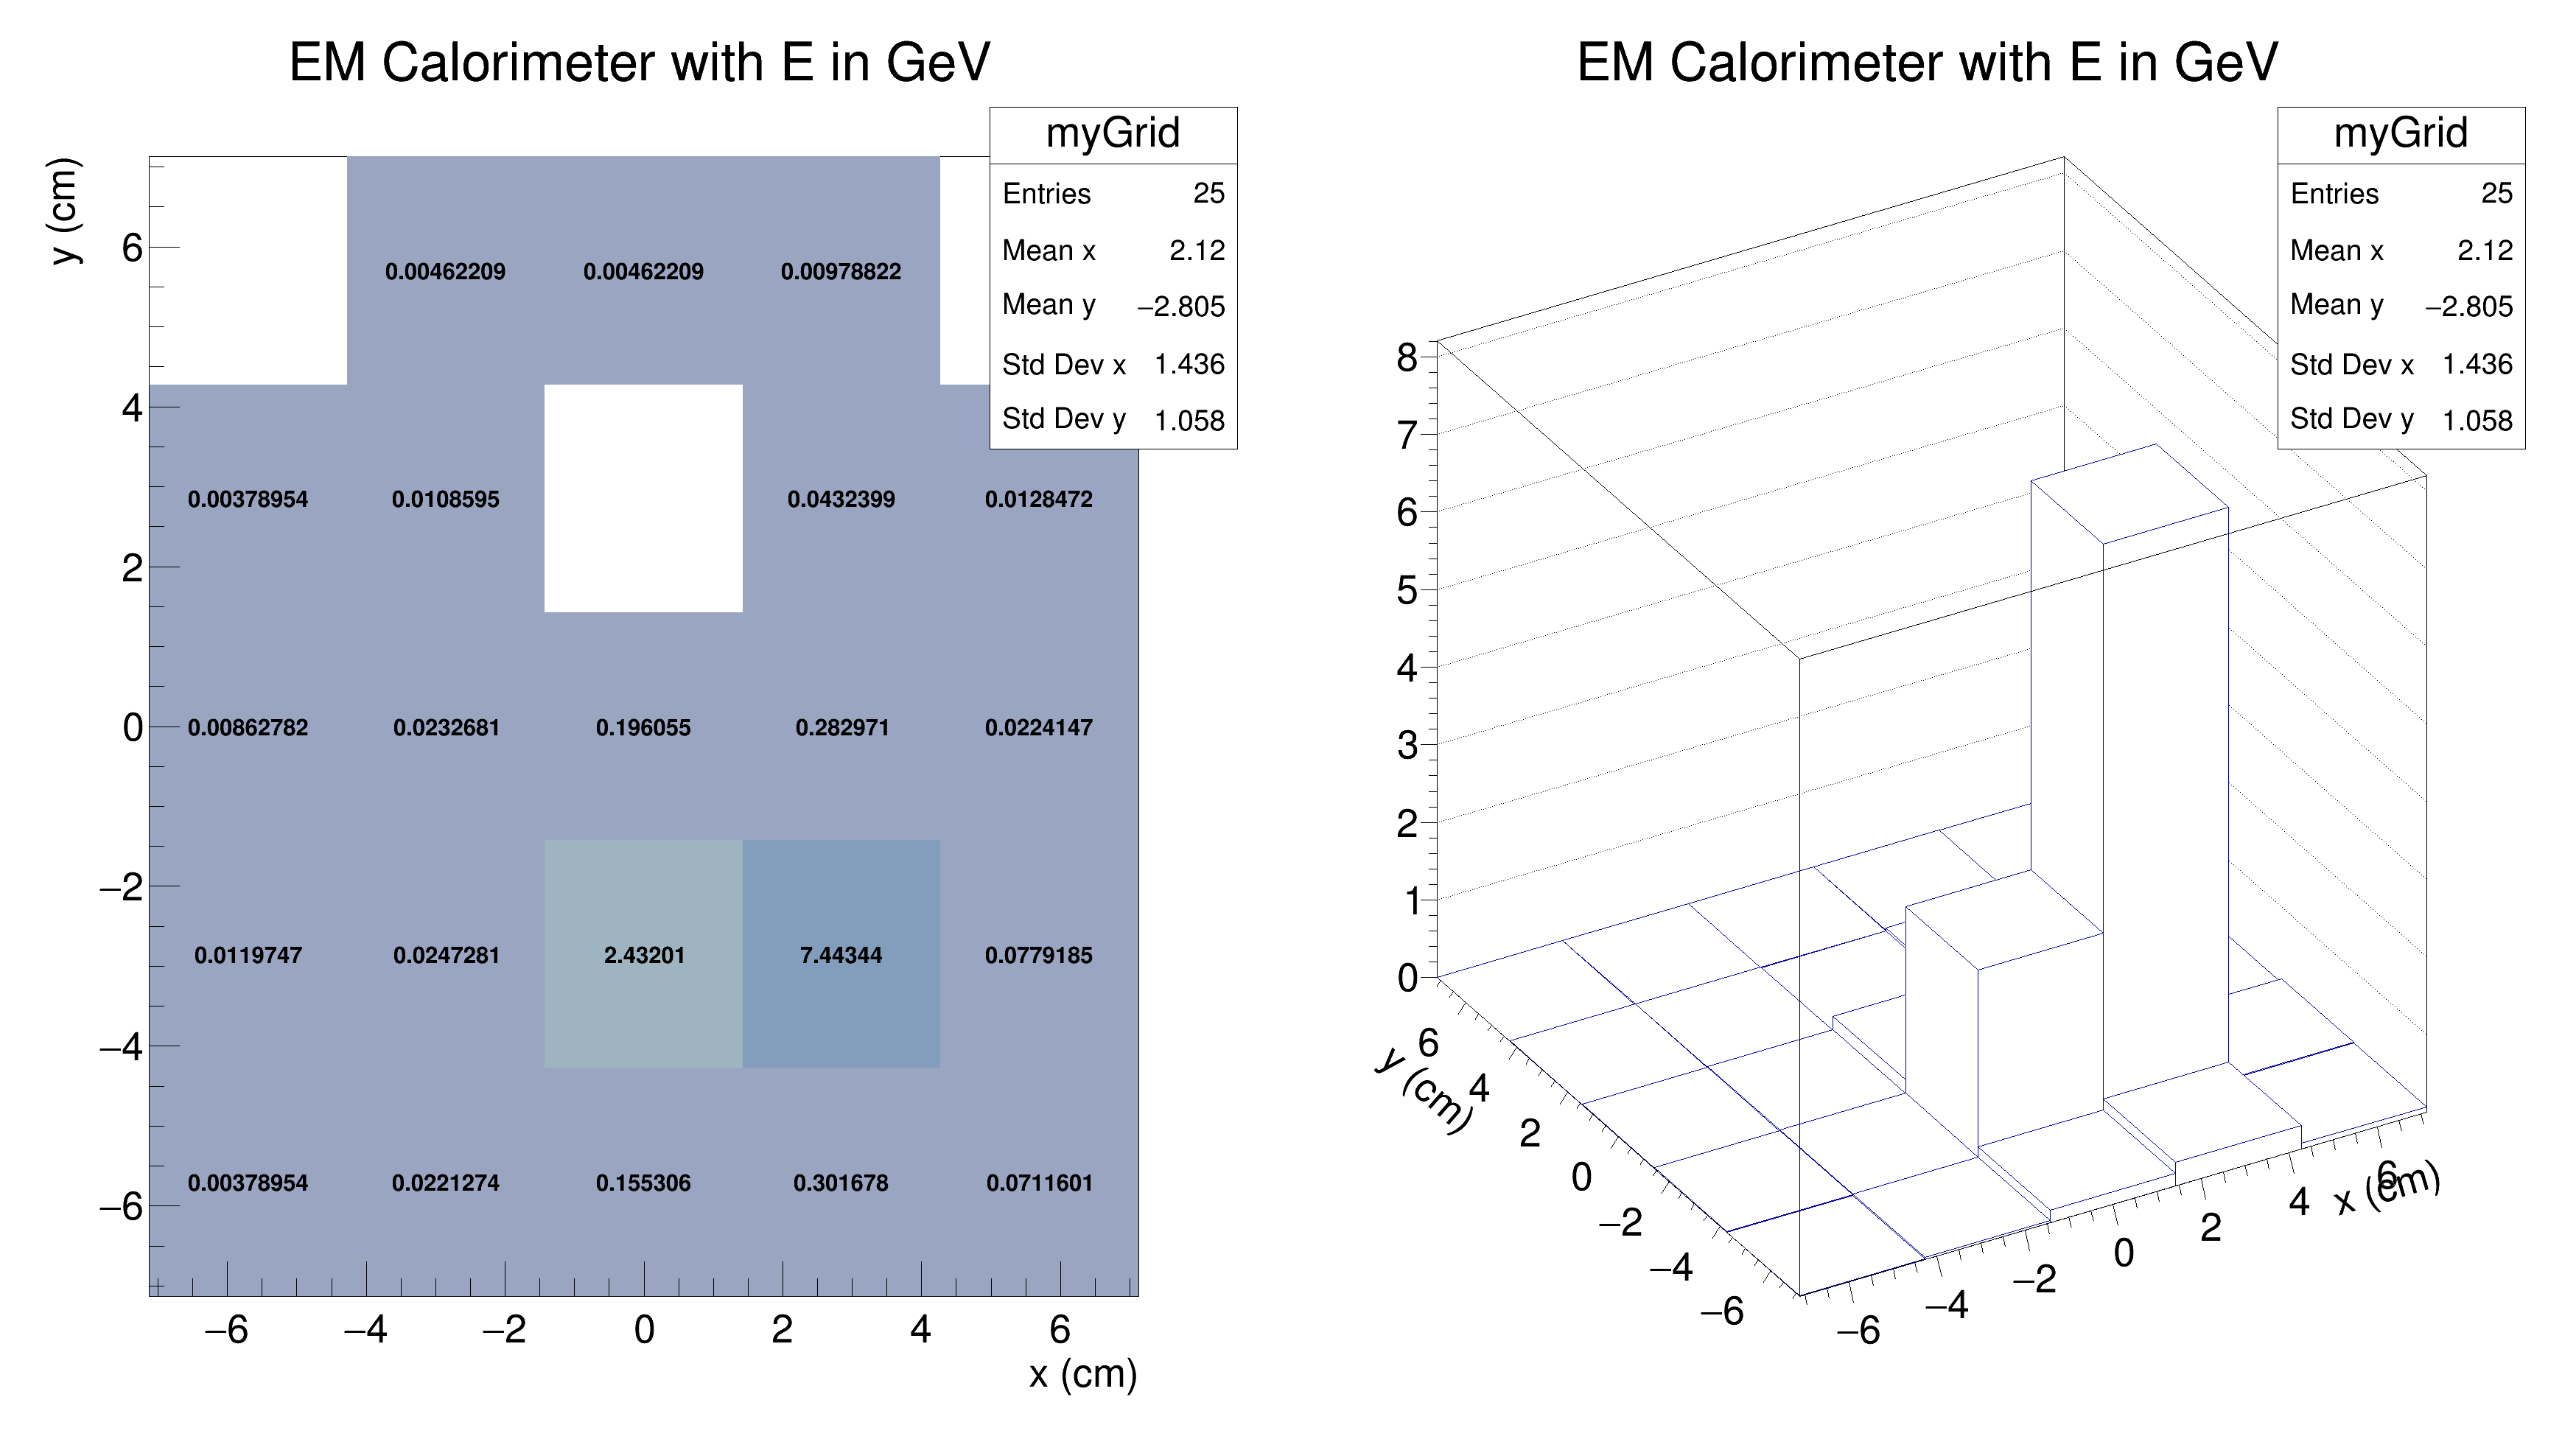 EM Calorimeter with E in GeV
myGrid
Entries 25
Mean x 2.12
Mean y −2.805
Std Dev x 1.436
Std Dev y 1.058
y (cm)
6
4
2
0
−2
−4
−6
0.00462209 0.00462209 0.00978822
0.00378954 0.0108595 0.0432399 0.0128472
0.00862782 0.0232681 0.196055 0.282971 0.0224147
0.0119747 0.0247281 2.43201 7.44344 0.0779185
0.00378954 0.0221274 0.155306 0.301678 0.0711601
−6 −4 −2 0 2 4 6
x (cm)
EM Calorimeter with E in GeV
myGrid
Entries 25
Mean x 2.12
Mean y −2.805
Std Dev x 1.436
Std Dev y 1.058
8
7
6
5
4
3
2
1
0
y (cm)
6
4
2
0
−2
−4
−6
−6 −4 −2 0 2 4 6
x (cm)